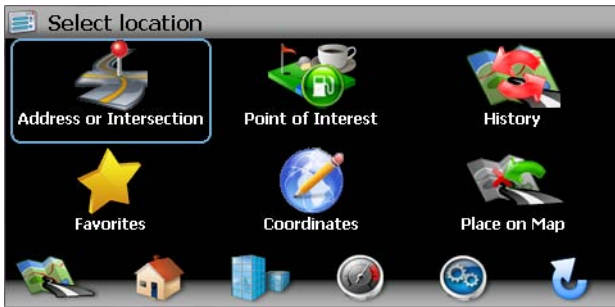 Select location
Address or Intersection
Point of Interest
History
Favorites
Coordinates
Place on Map